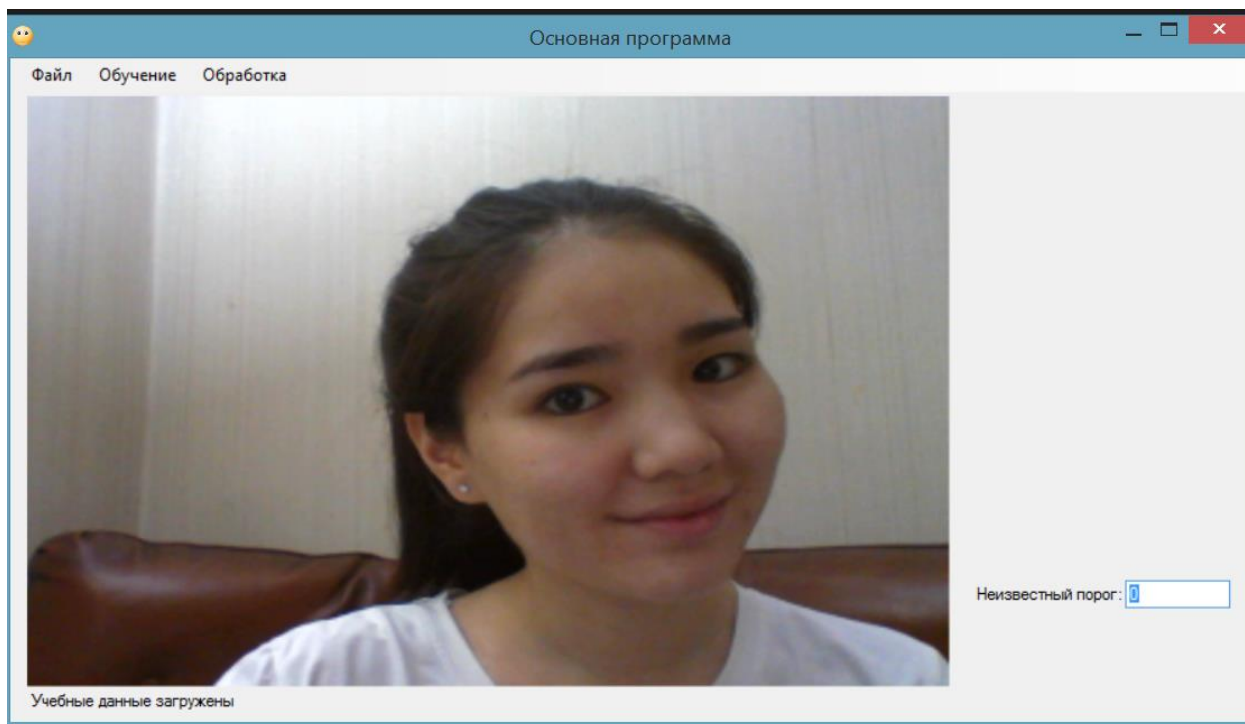 Основная программа
Файл Обучение Обработка
Неизвестный порог: 0
Учебные данные загружены